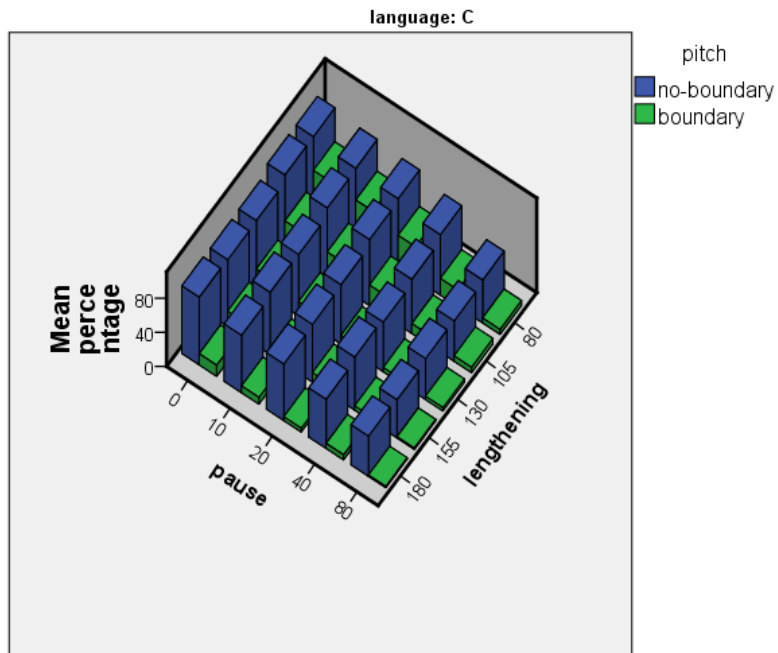 language: C
pitch
no-boundary
boundary
Mean
perce
ntage
80
40
0
0
10
20
40
80
pause
80
105
130
155
180
lengthening